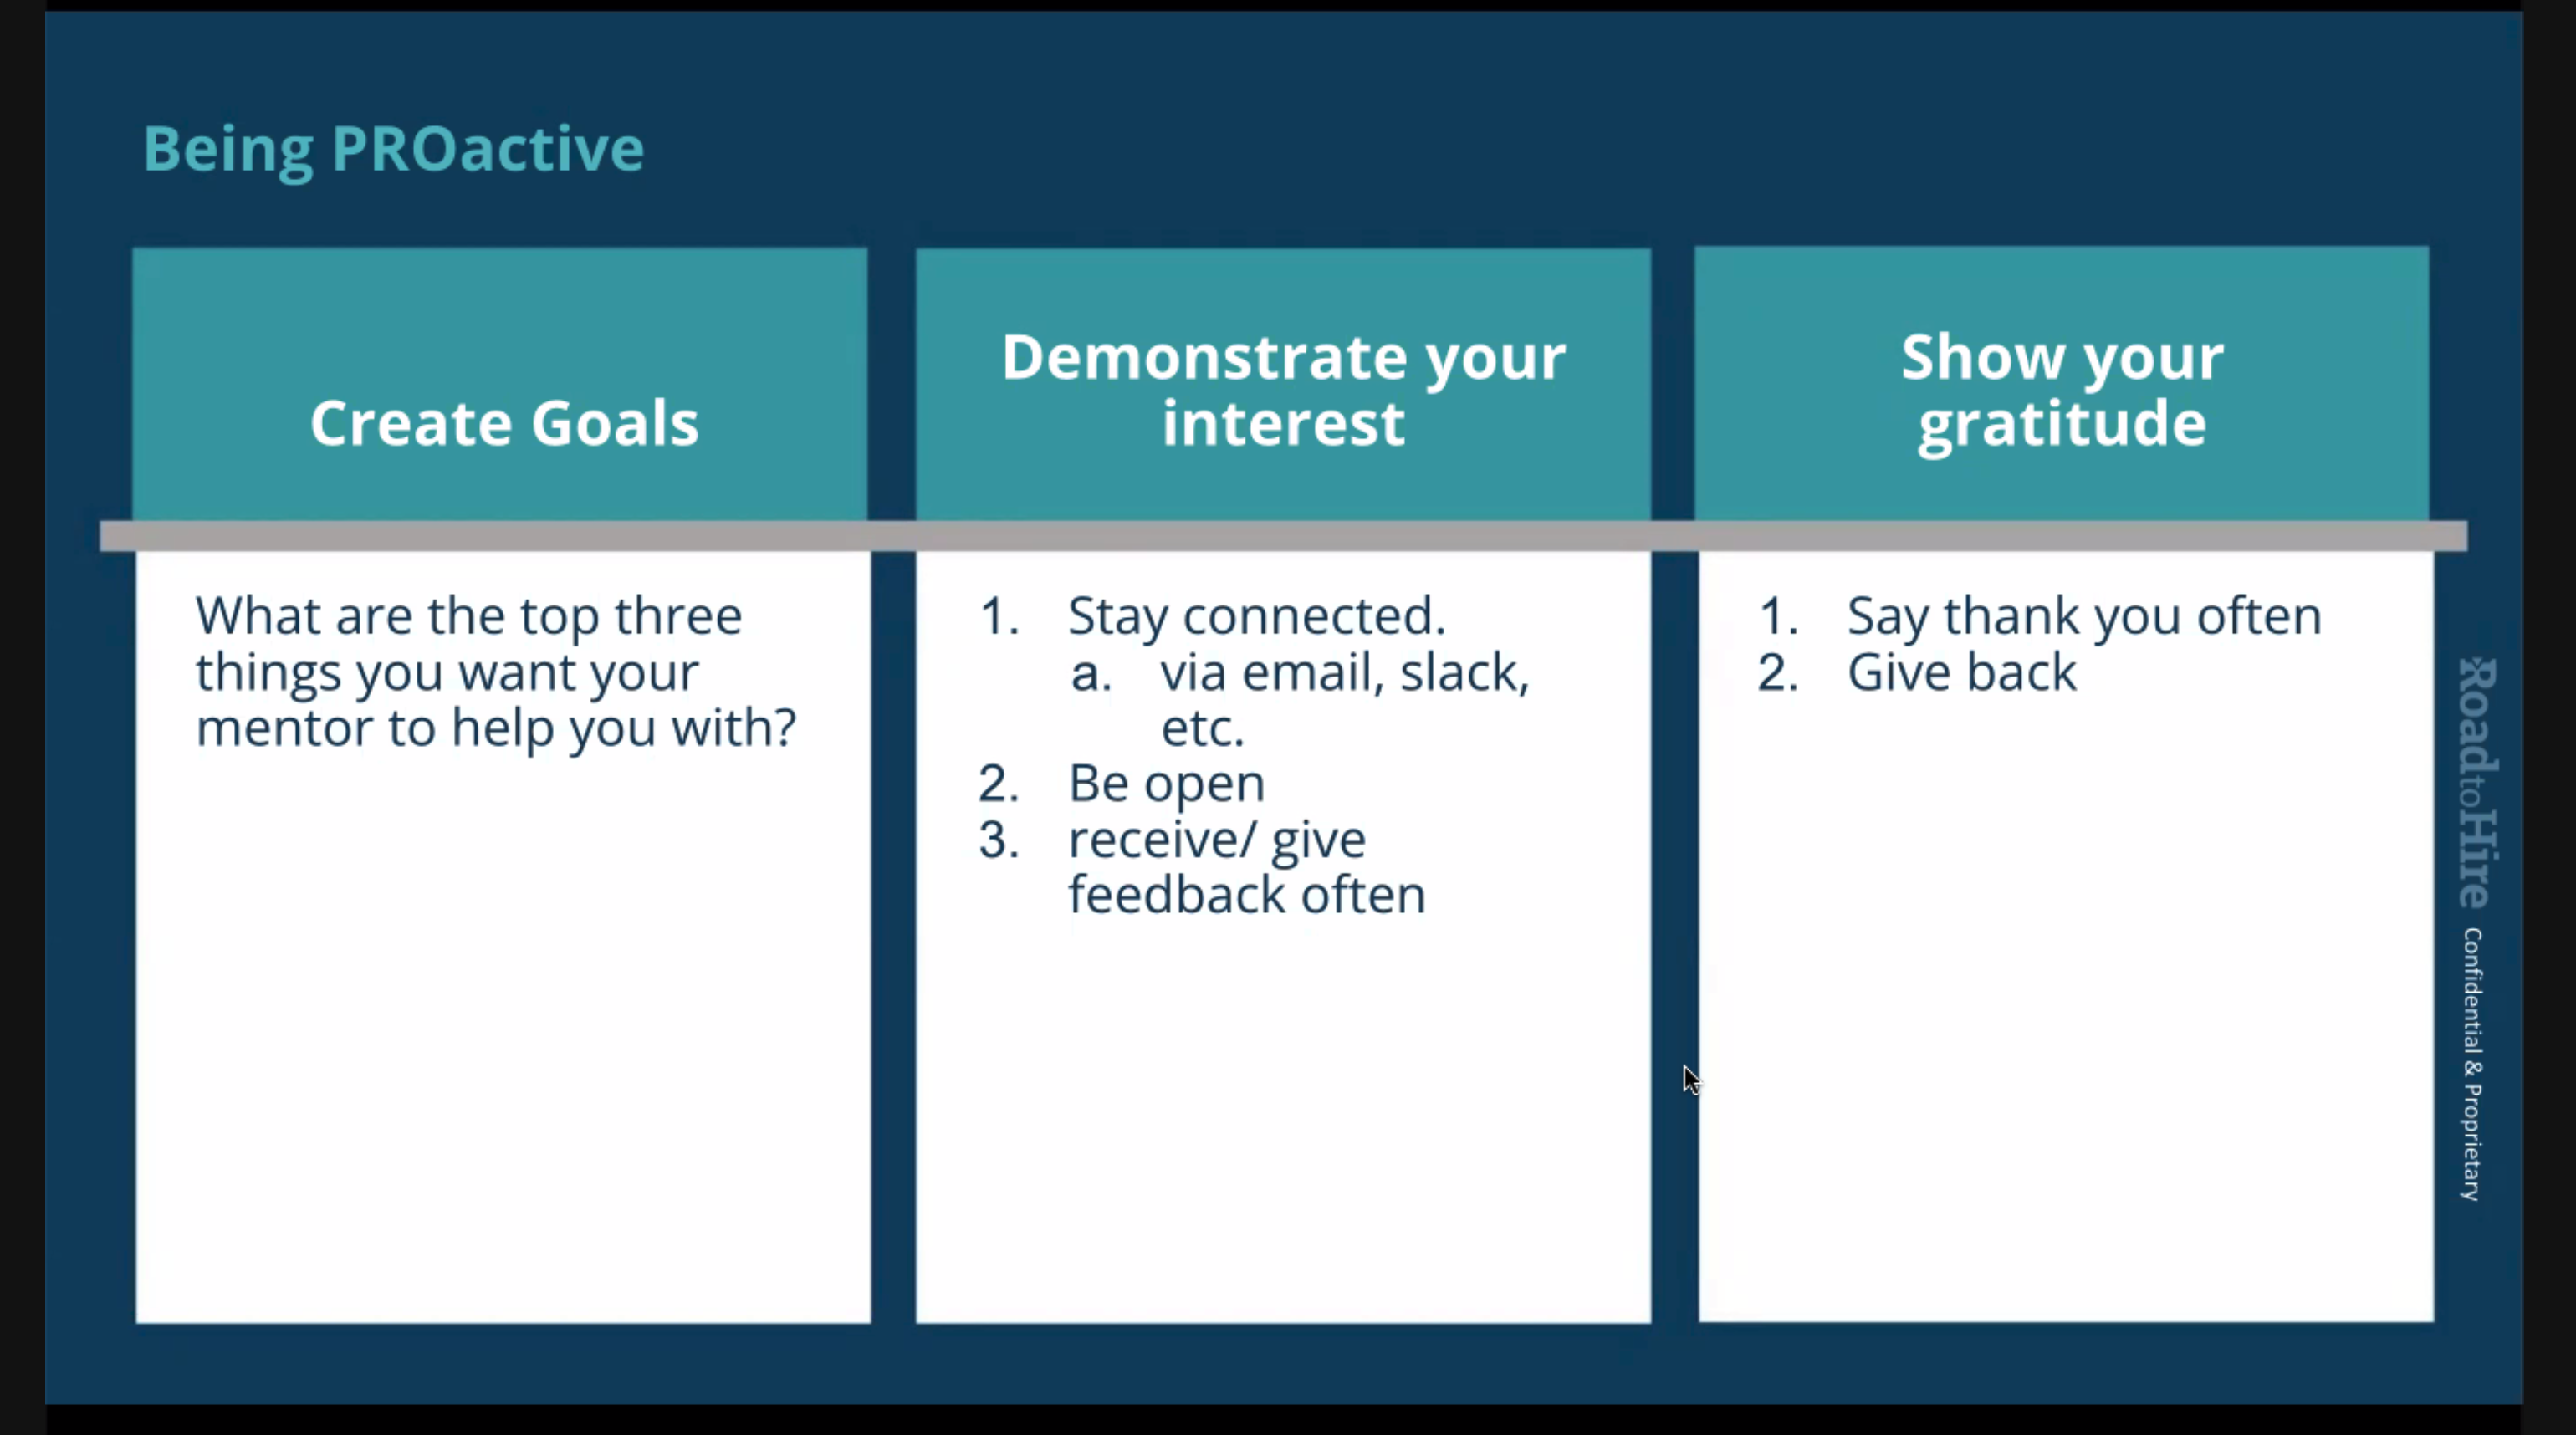 Being PROactive
Create Goals
What are the top three
things you want your
mentor to help you with?
Demonstrate your
interest
1. Stay connected.
a. via email, slack,
etc.
2. Be open
3. receive/ give
feedback often
Show your
gratitude
1. Say thank you often
2. Give back
RoadtoHire Confidential & Proprietary